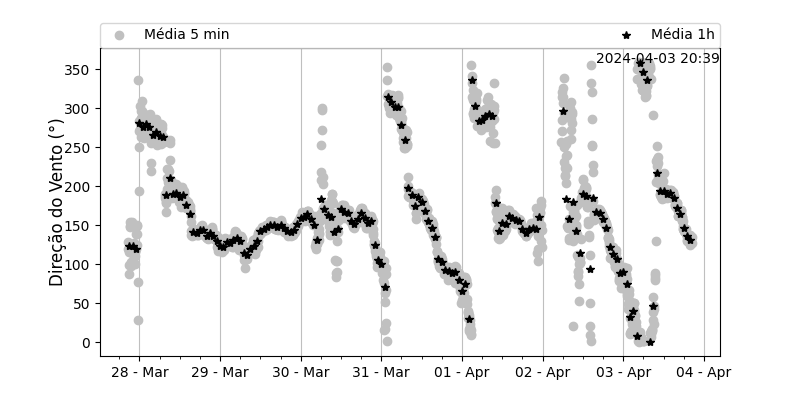 Média 5 min
Média 1h
2024-04-03 20:39
Direção do Vento (°)
350
300
250
200
150
100
50
0
28 - Mar
29 - Mar
30 - Mar
31 - Mar
01 - Apr
02 - Apr
03 - Apr
04 - Apr